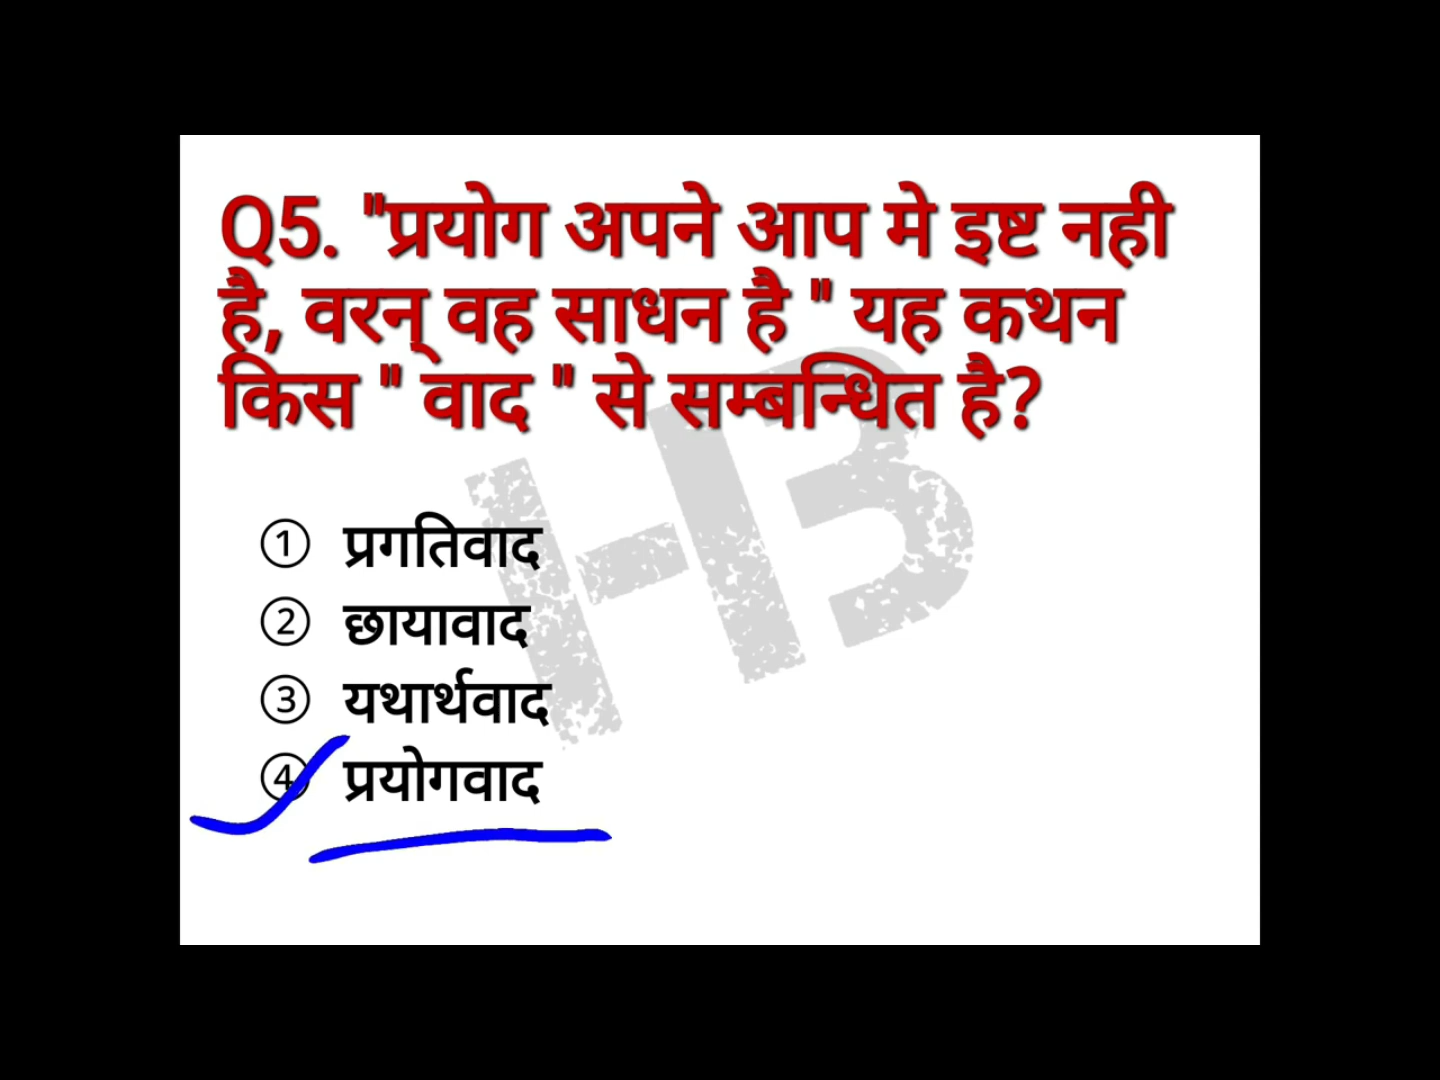 Q5. "प्रयोग अपने आप मे इष्ट नही
है, वरन् वह साधन है " यह कथन
किस " वाद " से सम्बन्धित है?
HB
① प्रगतिवाद
② छायावाद
③ यथार्थवाद
④ प्रयोगवाद